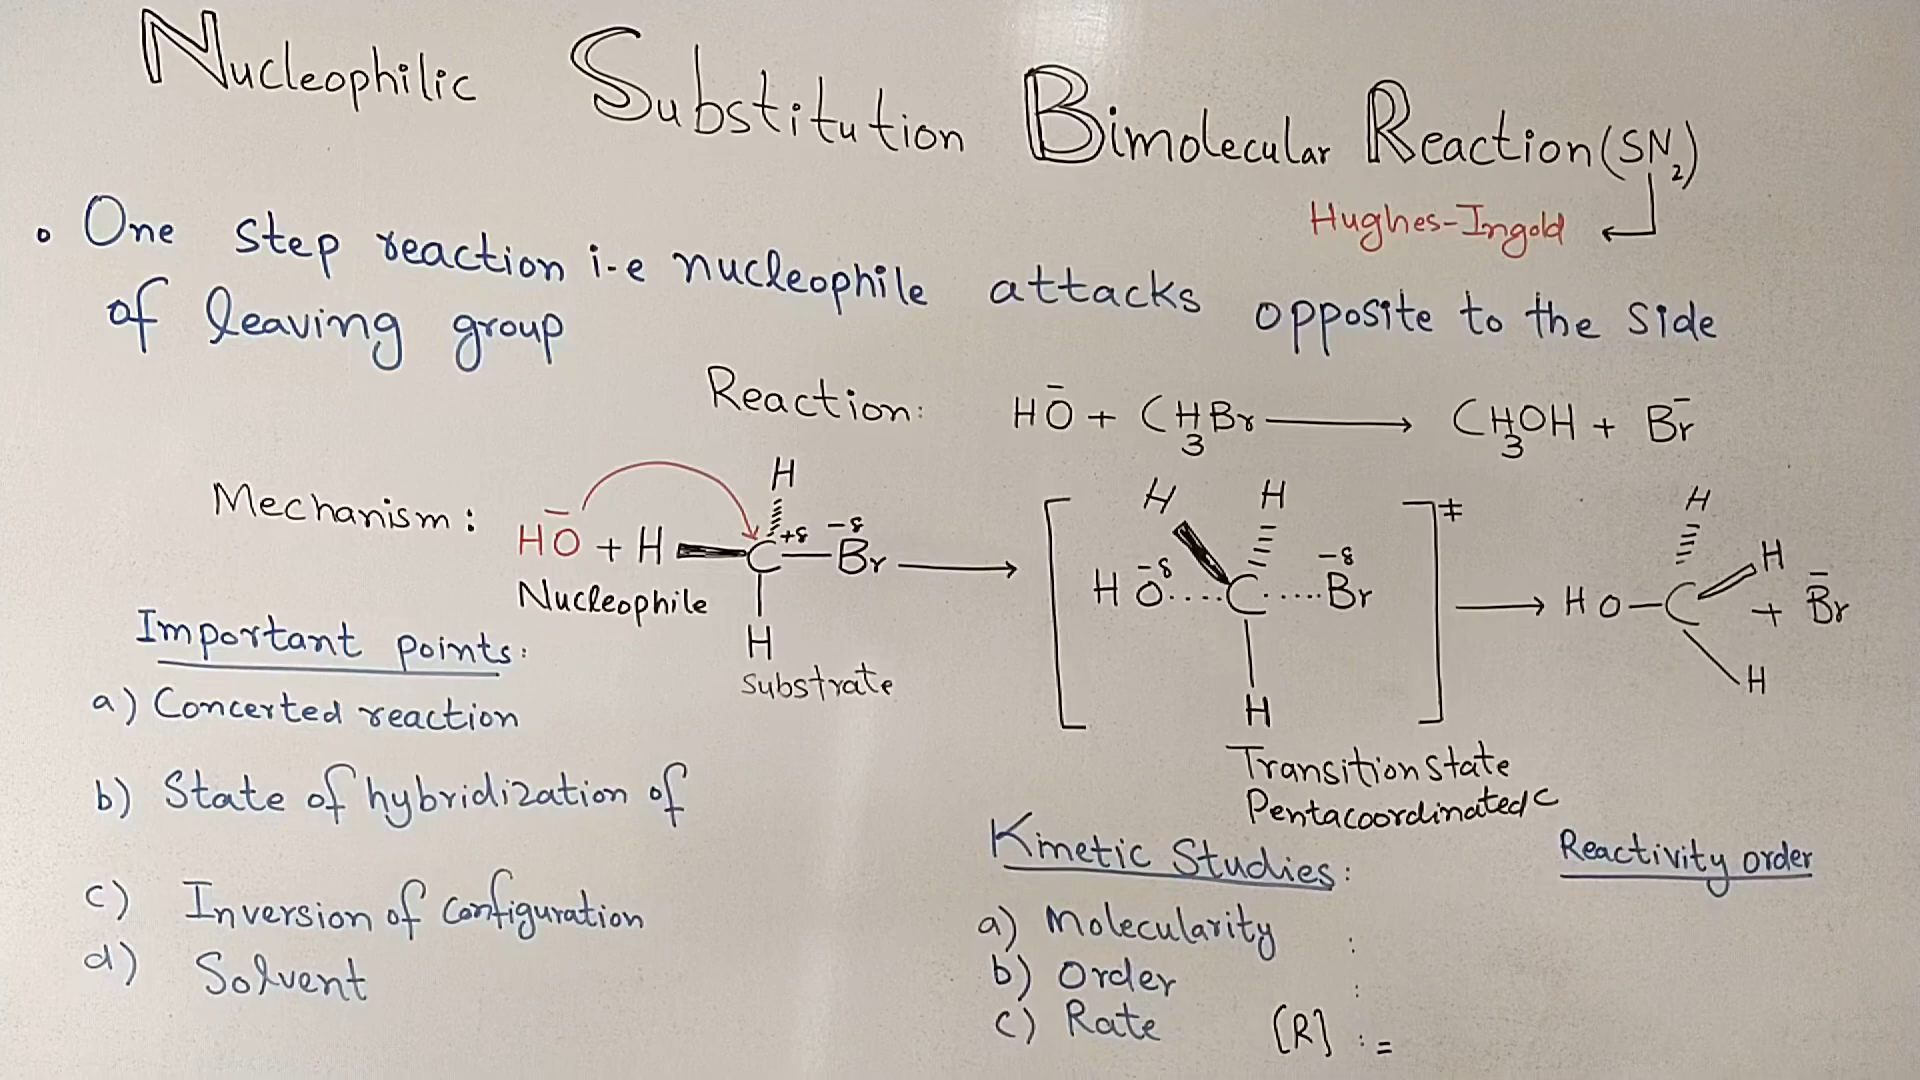 Nucleophilic Substitution Bimolecular Reaction (SN₂)
Hughes-Ingold
• One step reaction i-e nucleophile attacks opposite to the side
of leaving group
Reaction: HŌ + CH₃Br ⟶ CH₃OH + B̄r
Mechanism: HŌ + H C +δ Br -δ ⟶ [HO -δ....C.....Br -δ]‡ ⟶ HO–C + B̄r
H H H H H
H H H
Nucleophile
Substrate
Transition state
Pentacoordinated C
Important points:
a) Concerted reaction
b) State of hybridization of
c) Inversion of configuration
d) Solvent
Kinetic Studies:
a) Molecularity :
b) Order :
c) Rate [R] : =
Reactivity order